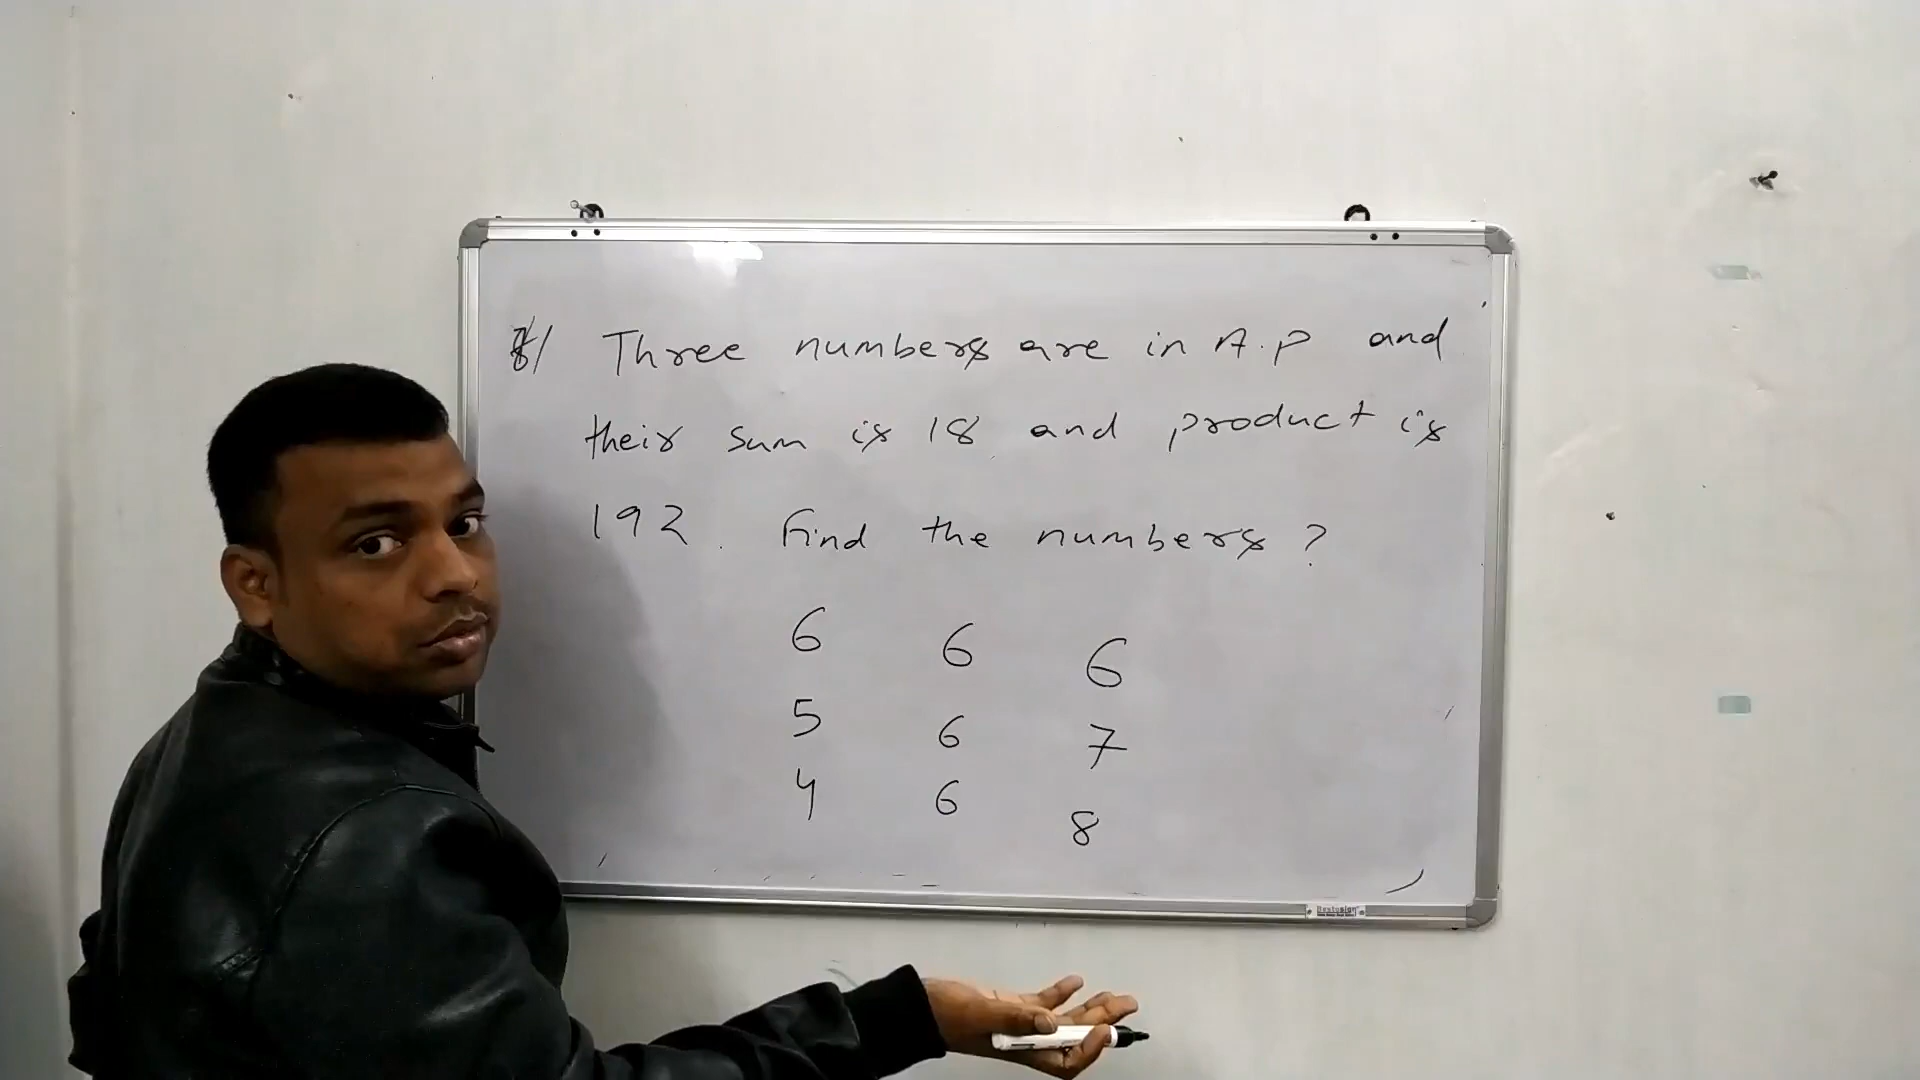 Three numbers are in A.P and
their sum is 18 and product is
192. Find the numbers?
6 6 6
5 6 7
4 6 8